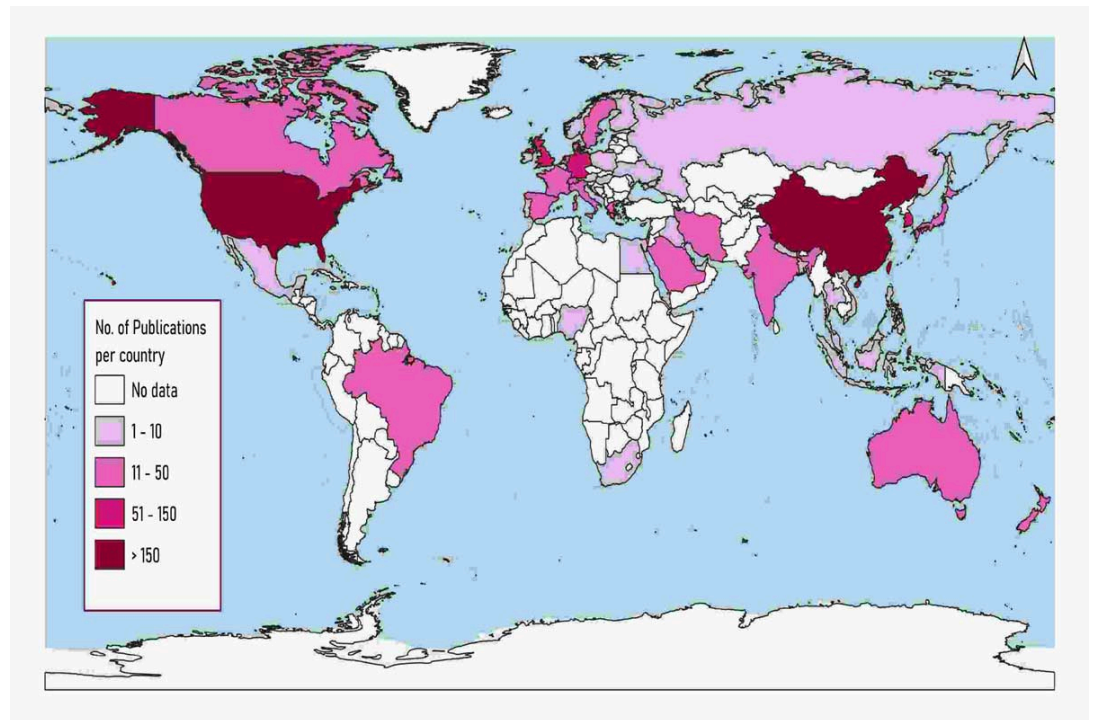 No. of Publications
per country
No data
1 - 10
11 - 50
51 - 150
> 150